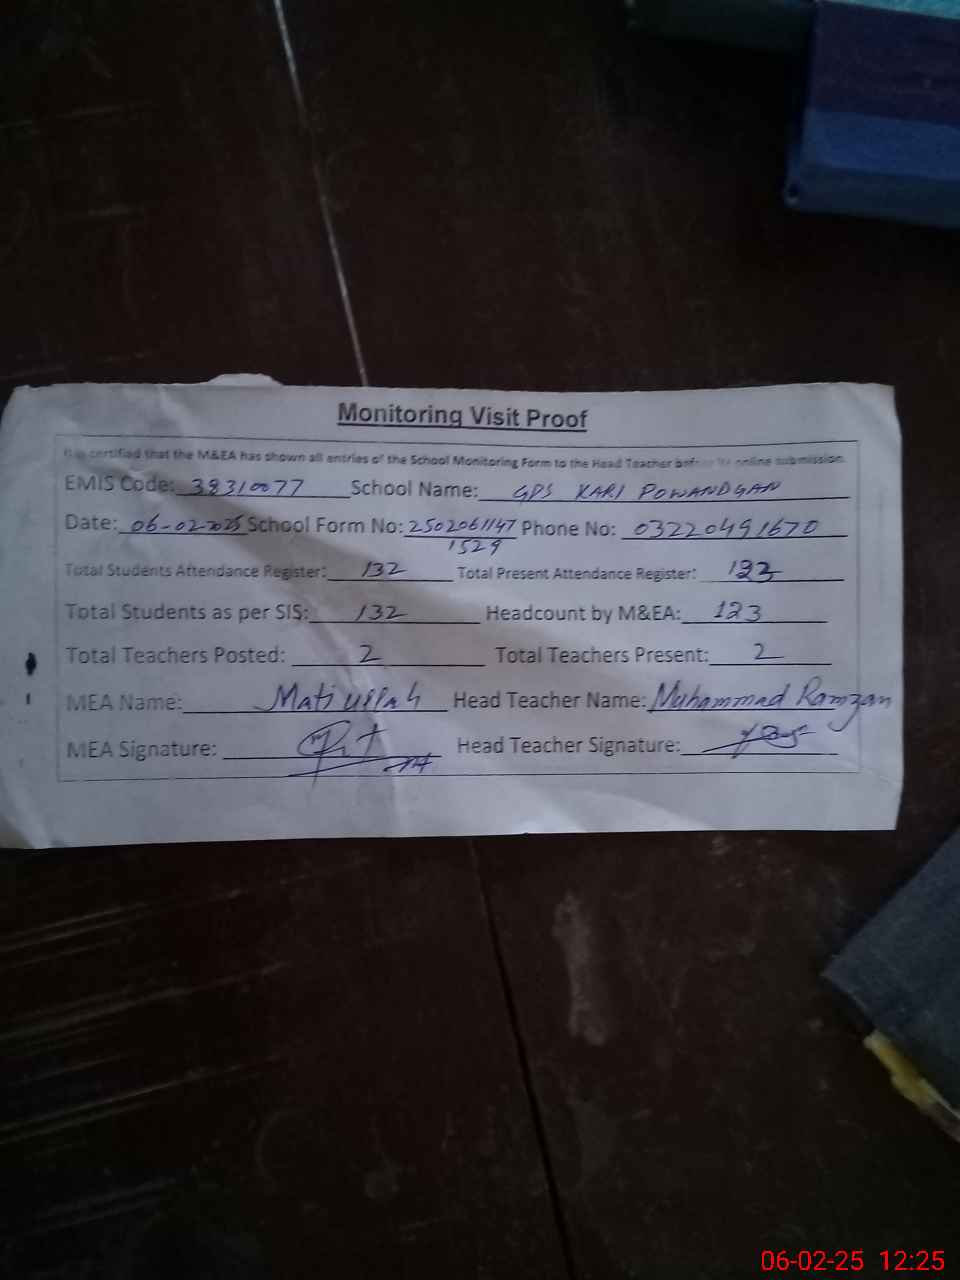 Monitoring Visit Proof
It is certified that the M&EA has shown all entries of the School Monitoring Form to the Head Teacher before its online submission.
EMIS Code: 38310077 School Name: GPS KARI POWANDGAN
Date: 06-02-2025 School Form No: 2502061147 Phone No: 03220491670
1529
Total Students Attendance Register: 132 Total Present Attendance Register: 123
Total Students as per SIS: 132 Headcount by M&EA: 123
Total Teachers Posted: 2 Total Teachers Present: 2
MEA Name: Matiullah Head Teacher Name: Muhammad Ramzan
MEA Signature: Head Teacher Signature:
06-02-25 12:25